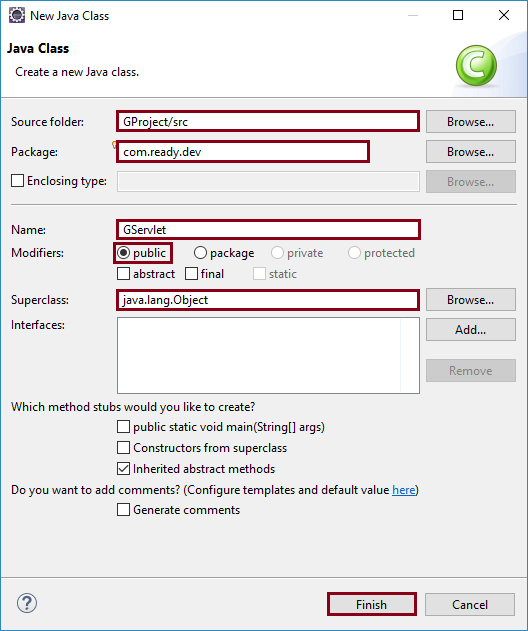 New Java Class
Java Class
Create a new Java class.
C
Source folder: GProject/src Browse...
Package: com.ready.dev Browse...
Enclosing type: Browse...
Name: GServlet
Modifiers: public package private protected
abstract final static
Superclass: java.lang.Object Browse...
Interfaces: Add...
Remove
Which method stubs would you like to create?
public static void main(String[] args)
Constructors from superclass
Inherited abstract methods
Do you want to add comments? (Configure templates and default value here)
Generate comments
? Finish Cancel